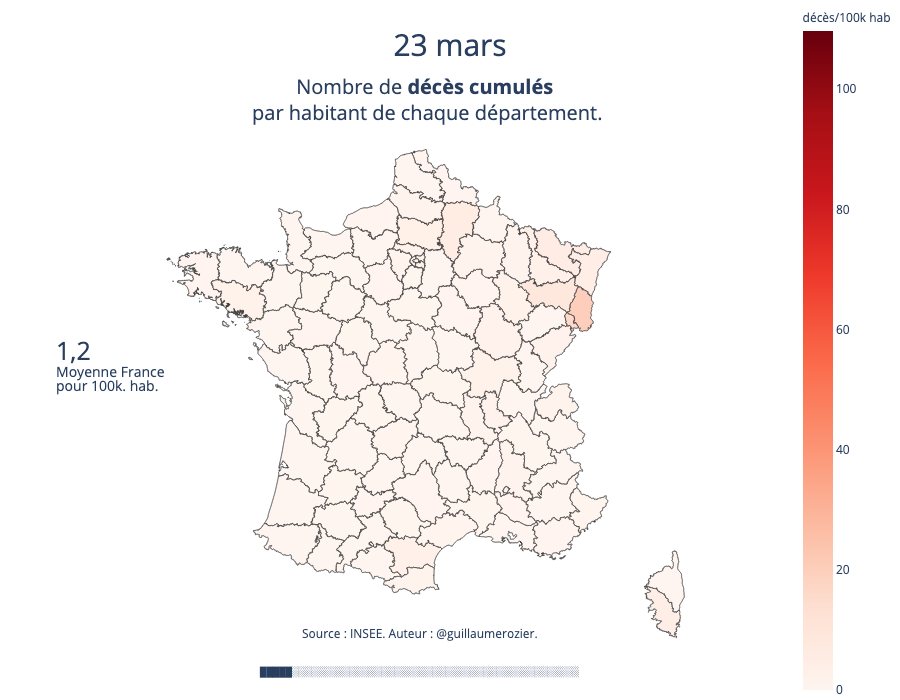 23 mars
Nombre de décès cumulés
par habitant de chaque département.
décès/100k hab
100
80
60
40
20
0
1,2
Moyenne France
pour 100k. hab.
Source : INSEE. Auteur : @guillaumerozier.